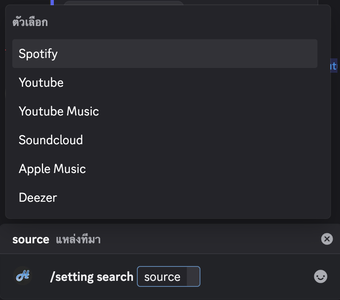 ตัวเลือก
Spotify
Youtube
Youtube Music
Soundcloud
Apple Music
Deezer
source แหล่งที่มา
/setting search source